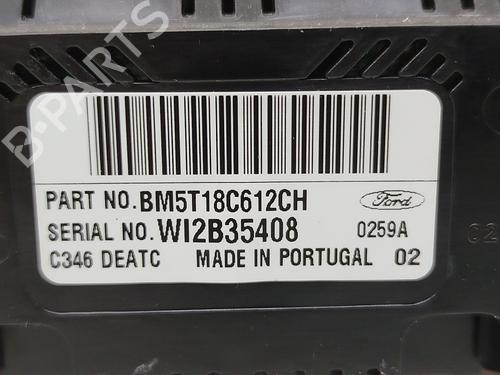 B-PARTS
PART NO.BM5T18C612CH
Ford
SERIAL NO.WI2B35408
0259A
C346 DEATC MADE IN PORTUGAL 02